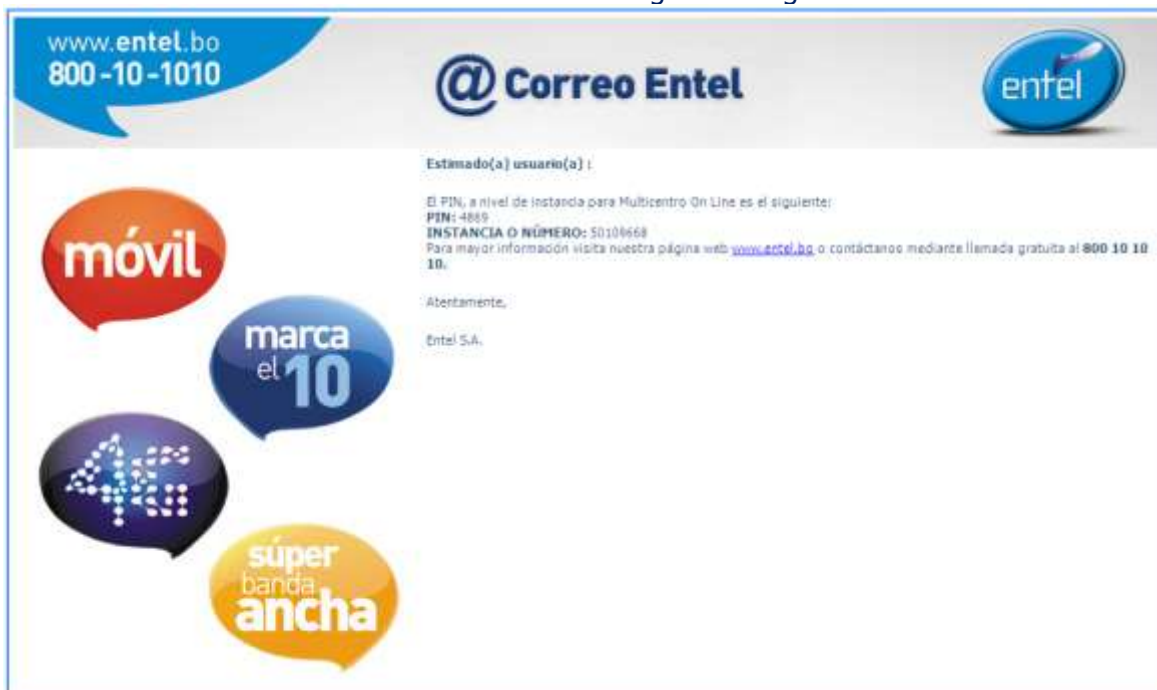 www.entel.bo
800-10-1010
@ Correo Entel
entel
Estimado(a) usuario(a) :
El PIN, a nivel de instancia para Multicentro On Line es el siguiente:
PIN: 4869
INSTANCIA O NÚMERO: 50109668
Para mayor información visita nuestra página web www.entel.bo o contáctanos mediante llamada gratuita al 800 10 10
10.
Atentamente,
Entel S.A.
móvil
marca
el 10
4G
súper
banda
ancha